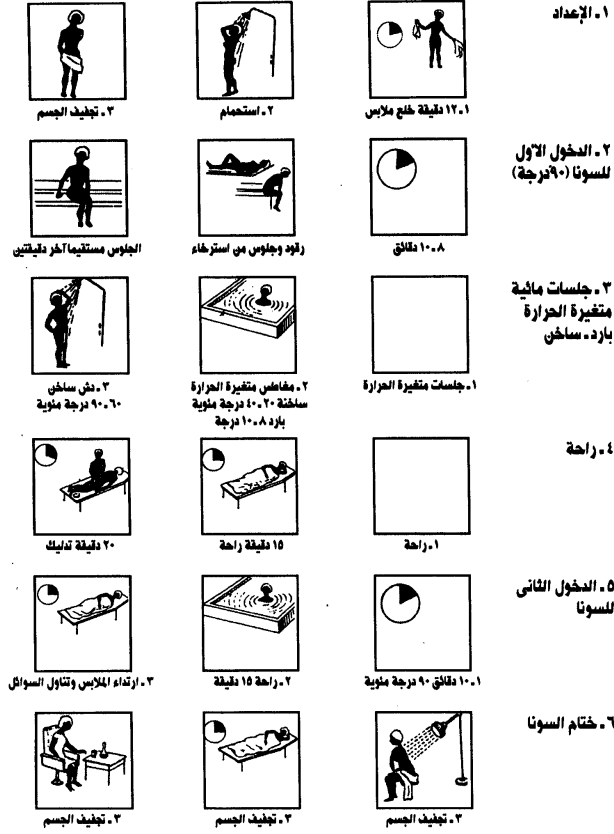 ١ ـ الإعداد
١ ـ ١٢ دقيقة خلع ملابس
٢ ـ استحمام
٣ ـ تجفيف الجسم
٢ ـ الدخول الأول
للسونا (٩٠درجة)
٨ ـ ١٠ دقائق
رقود وجلوس من استرخاء
الجلوس مستقيما آخر دقيقتين
٣ ـ جلسات مائية
متغيرة الحرارة
بارد ـ ساخن
١ ـ جلسات متغيرة الحرارة
٢ ـ مغاطس متغيرة الحرارة
ساخنة ٢٠ ـ ٤٠ درجة مئوية
بارد ٨ ـ ١٠ درجة
٣ ـ دش ساخن
٦٠ ـ ٩٠ درجة مئوية
٤ ـ راحة
١ ـ راحة
١٥ دقيقة راحة
٢٠ دقيقة تدليك
٥ ـ الدخول الثانى
للسونا
١ ـ ١٠ دقائق ٩٠ درجة مئوية
٢ ـ راحة ١٥ دقيقة
٣ ـ ارتداء الملابس وتناول السوائل
٦ ـ ختام السونا
٣ ـ تجفيف الجسم
٣ ـ تجفيف الجسم
٣ ـ تجفيف الجسم